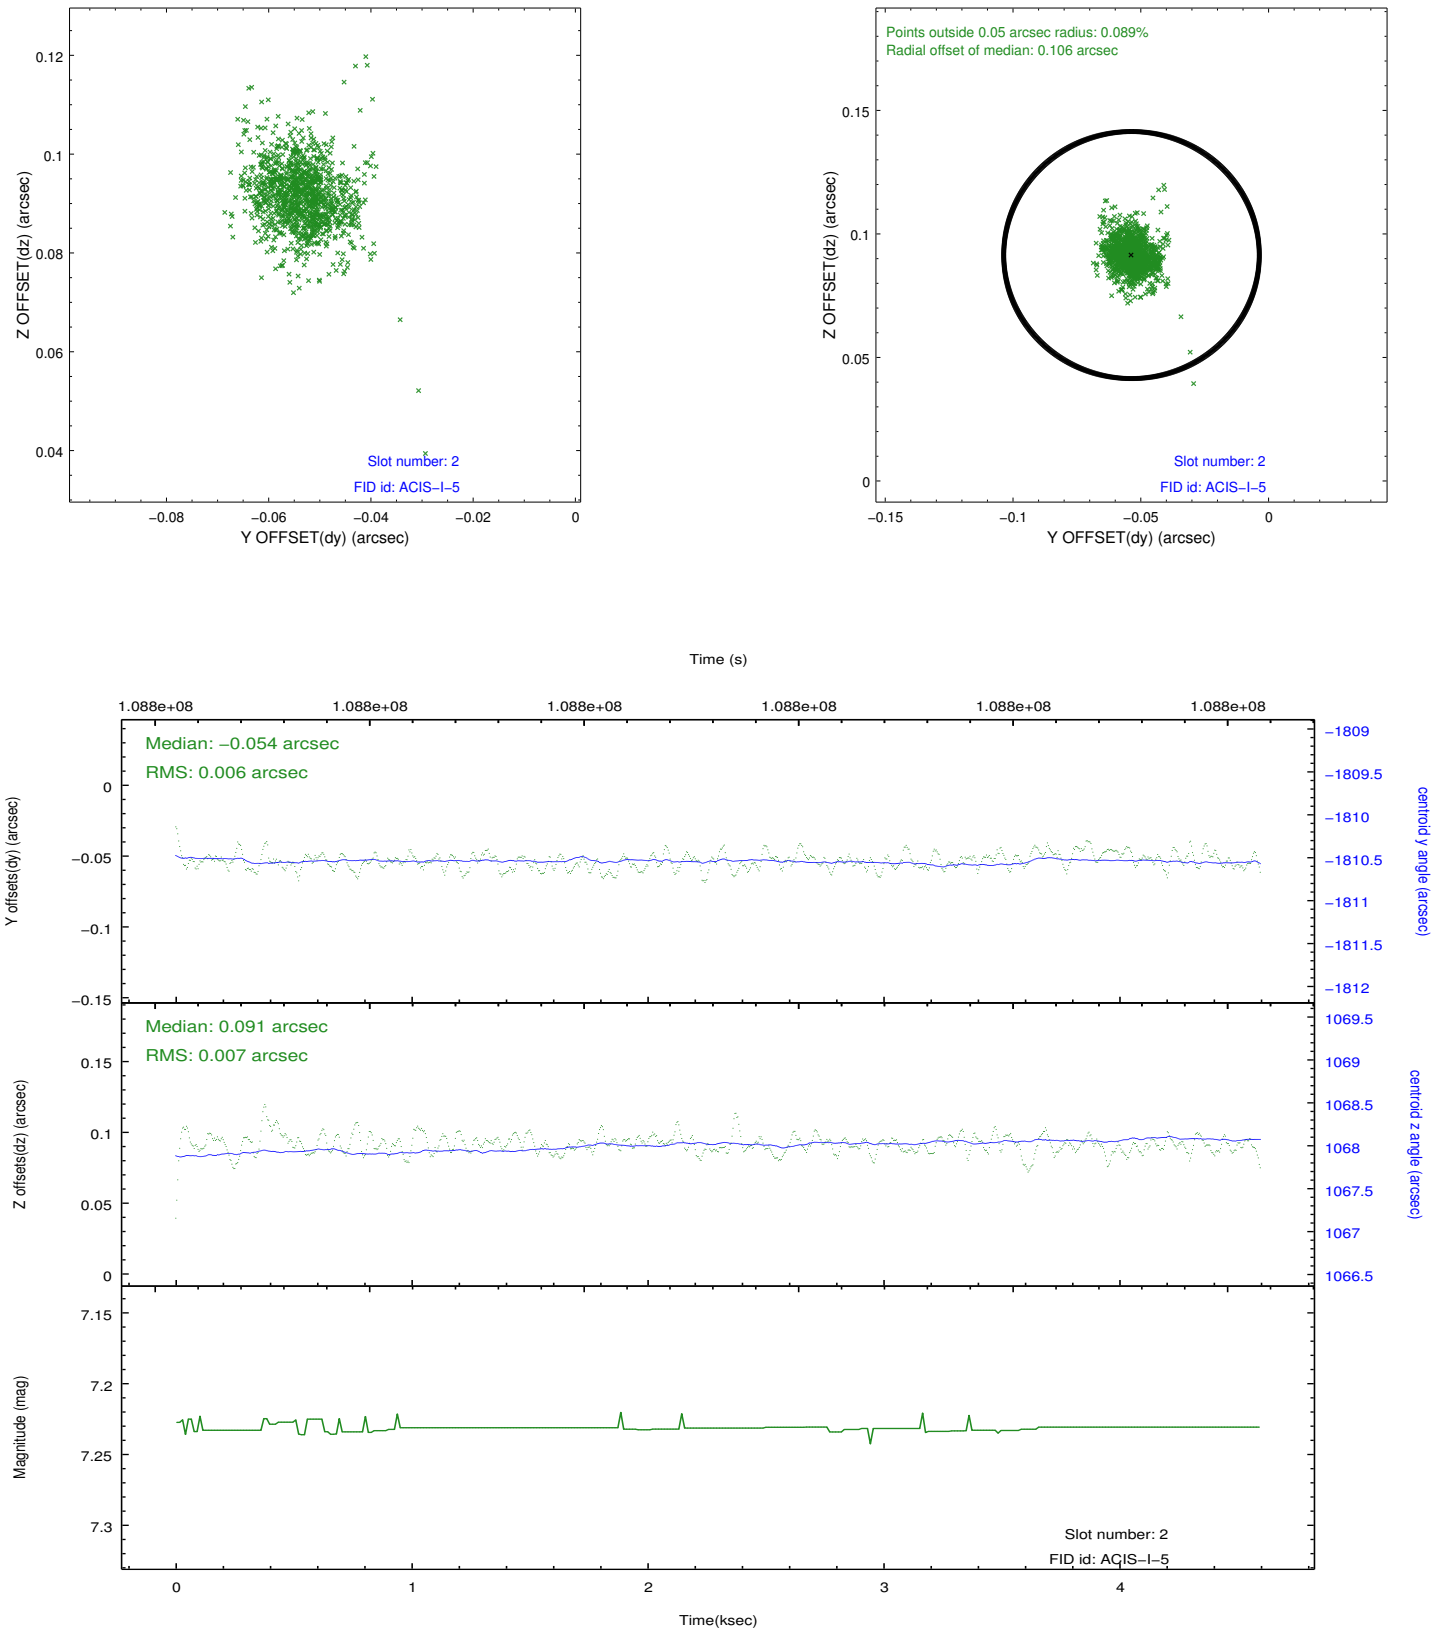 0.12
0.1
0.08
0.06
0.04
Z OFFSET(dz) (arcsec)
Slot number: 2
FID id: ACIS−I−5
−0.08
−0.06
−0.04
−0.02
0
Y OFFSET(dy) (arcsec)
Points outside 0.05 arcsec radius: 0.089%
Radial offset of median: 0.106 arcsec
0.15
0.1
0.05
0
Z OFFSET(dz) (arcsec)
Slot number: 2
FID id: ACIS−I−5
−0.15
−0.1
−0.05
0
Y OFFSET(dy) (arcsec)
Time (s)
1.088e+08
1.088e+08
1.088e+08
1.088e+08
1.088e+08
1.088e+08
Median: −0.054 arcsec
RMS: 0.006 arcsec
0
−0.05
−0.1
−0.15
Y offsets(dy) (arcsec)
−1809
−1809.5
−1810
−1810.5
−1811
−1811.5
−1812
centroid y angle (arcsec)
Median: 0.091 arcsec
RMS: 0.007 arcsec
0.15
0.1
0.05
0
Z offsets(dz) (arcsec)
1069.5
1069
1068.5
1068
1067.5
1067
1066.5
centroid z angle (arcsec)
7.15
7.2
7.25
7.3
Magnitude (mag)
Slot number: 2
FID id: ACIS−I−5
0
1
2
3
4
Time(ksec)